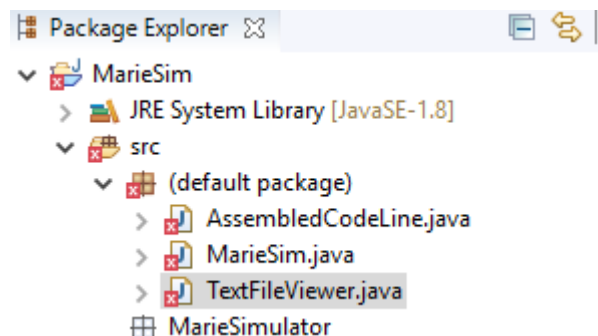 Package Explorer
MarieSim
JRE System Library [JavaSE-1.8]
src
(default package)
AssembledCodeLine.java
MarieSim.java
TextFileViewer.java
MarieSimulator